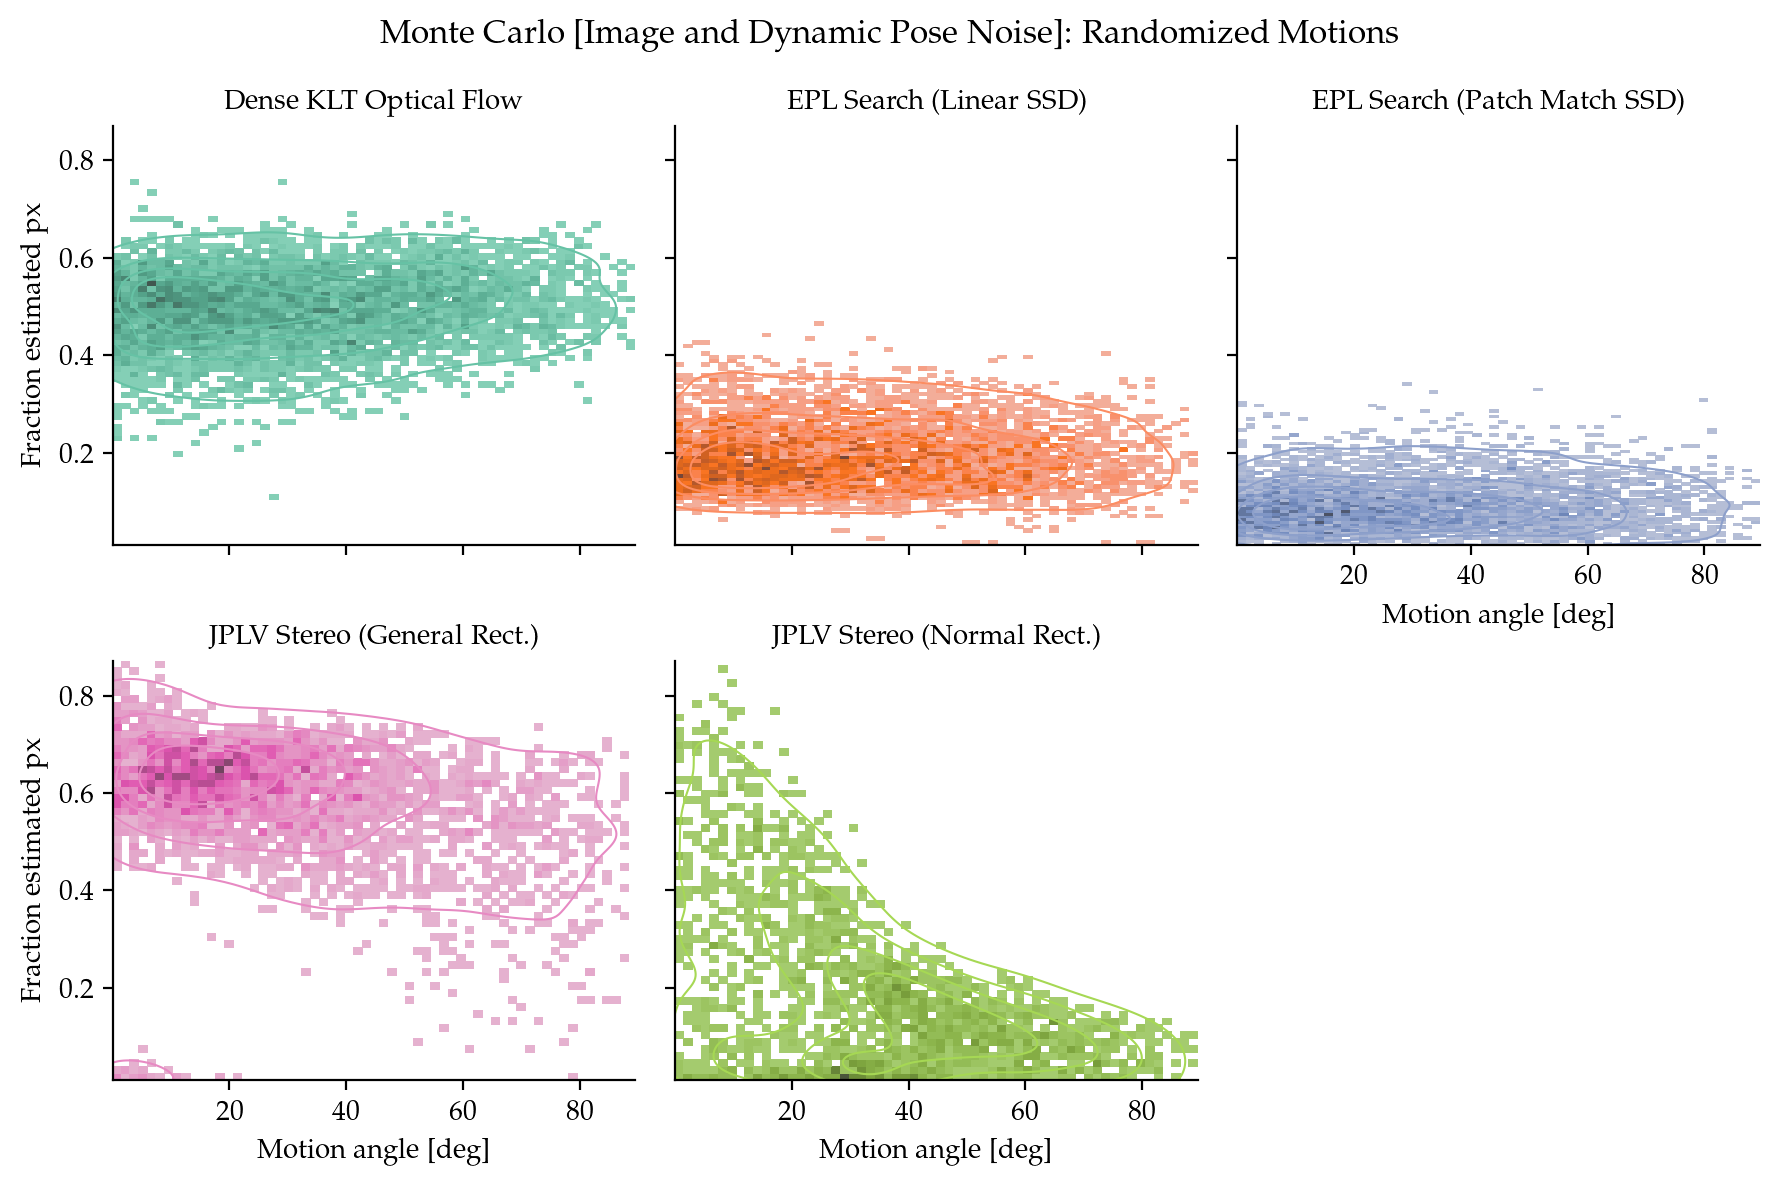 Monte Carlo [Image and Dynamic Pose Noise]: Randomized Motions
Dense KLT Optical Flow
EPL Search (Linear SSD)
EPL Search (Patch Match SSD)
Fraction estimated px
0.8
0.6
0.4
0.2
20 40 60 80
Motion angle [deg]
JPLV Stereo (General Rect.)
JPLV Stereo (Normal Rect.)
Fraction estimated px
0.8
0.6
0.4
0.2
20 40 60 80
Motion angle [deg]
20 40 60 80
Motion angle [deg]